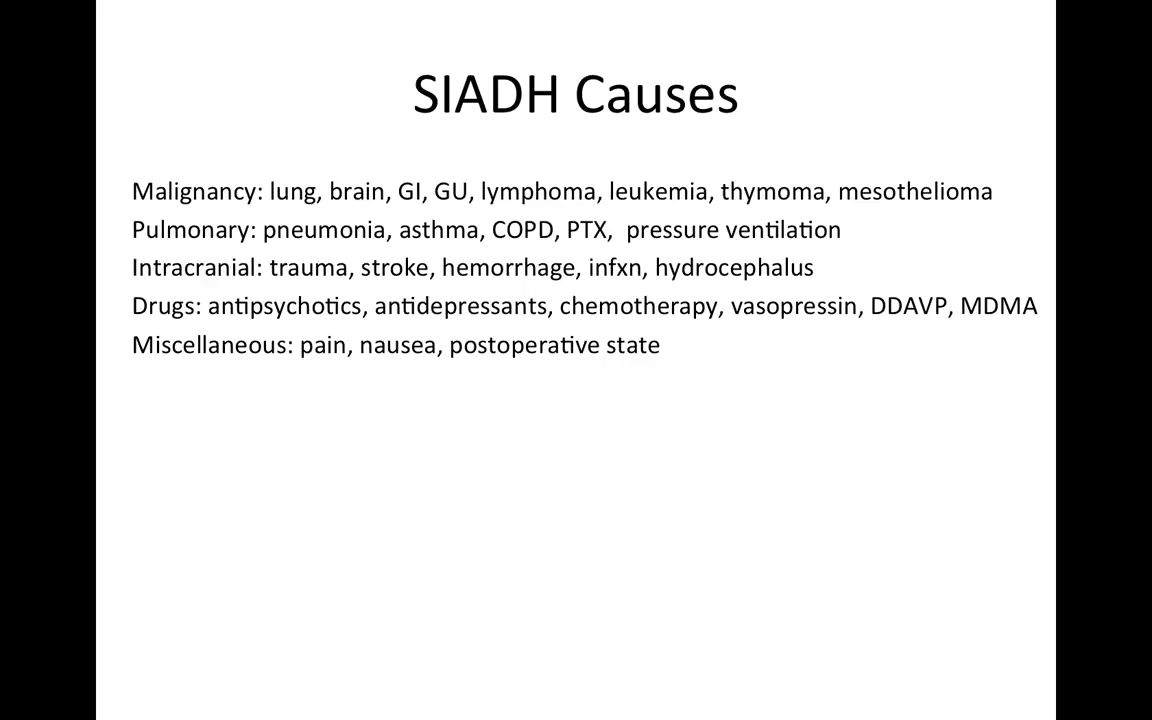 SIADH Causes
Malignancy: lung, brain, GI, GU, lymphoma, leukemia, thymoma, mesothelioma
Pulmonary: pneumonia, asthma, COPD, PTX,  pressure ventilation
Intracranial: trauma, stroke, hemorrhage, infxn, hydrocephalus
Drugs: antipsychotics, antidepressants, chemotherapy, vasopressin, DDAVP, MDMA
Miscellaneous: pain, nausea, postoperative state